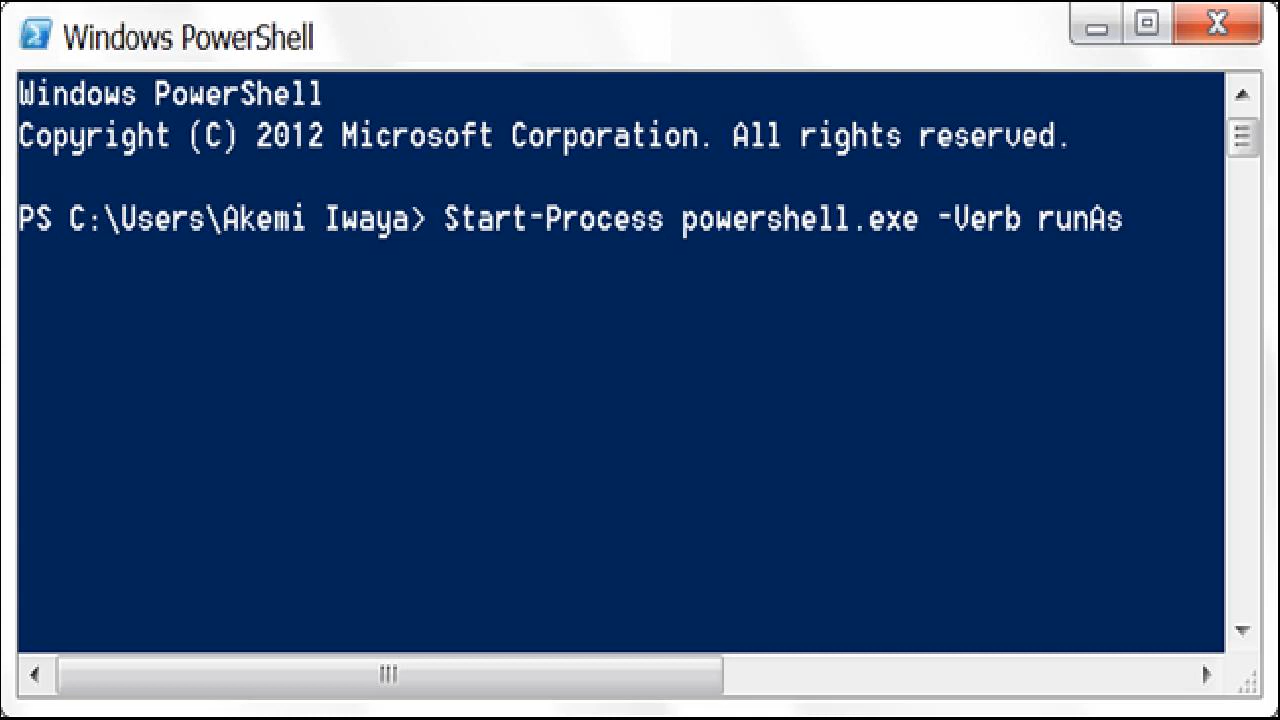 Windows PowerShell
Windows PowerShell
Copyright (C) 2012 Microsoft Corporation. All rights reserved.
PS C:\Users\Akemi Iwaya> Start-Process powershell.exe -Verb runAs